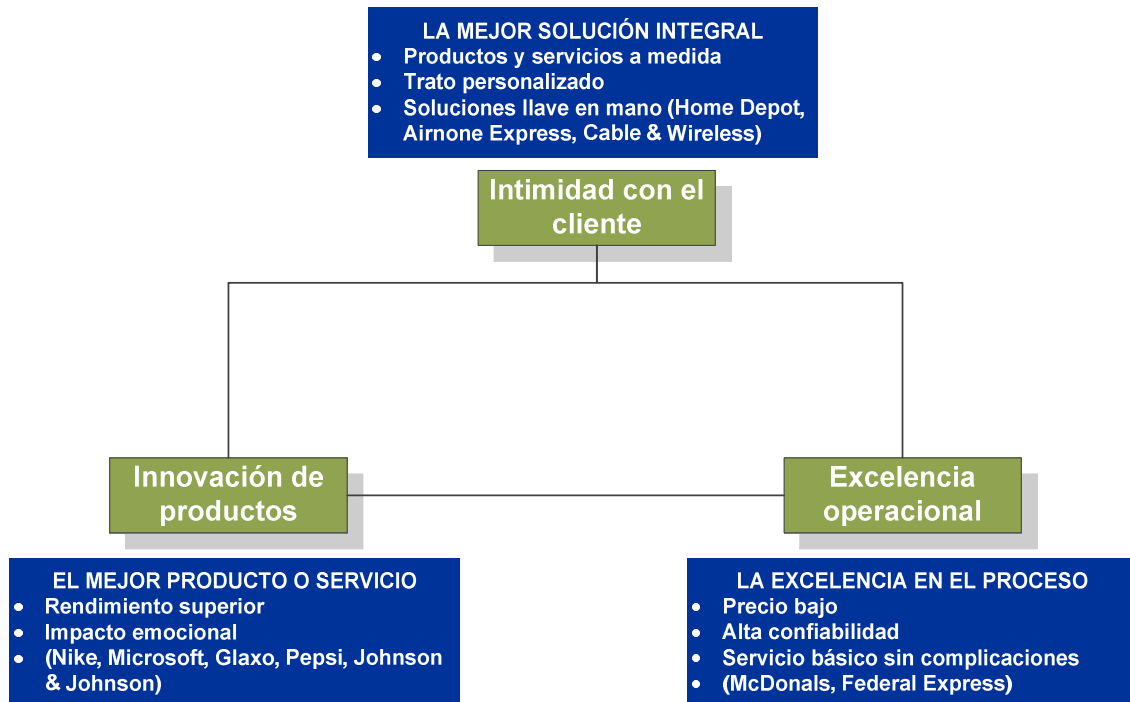 LA MEJOR SOLUCIÓN INTEGRAL
• Productos y servicios a medida
• Trato personalizado
• Soluciones llave en mano (Home Depot,
Airnone Express, Cable & Wireless)
Intimidad con el
cliente
Innovación de
productos
Excelencia
operacional
EL MEJOR PRODUCTO O SERVICIO
• Rendimiento superior
• Impacto emocional
• (Nike, Microsoft, Glaxo, Pepsi, Johnson
& Johnson)
LA EXCELENCIA EN EL PROCESO
• Precio bajo
• Alta confiabilidad
• Servicio básico sin complicaciones
• (McDonals, Federal Express)